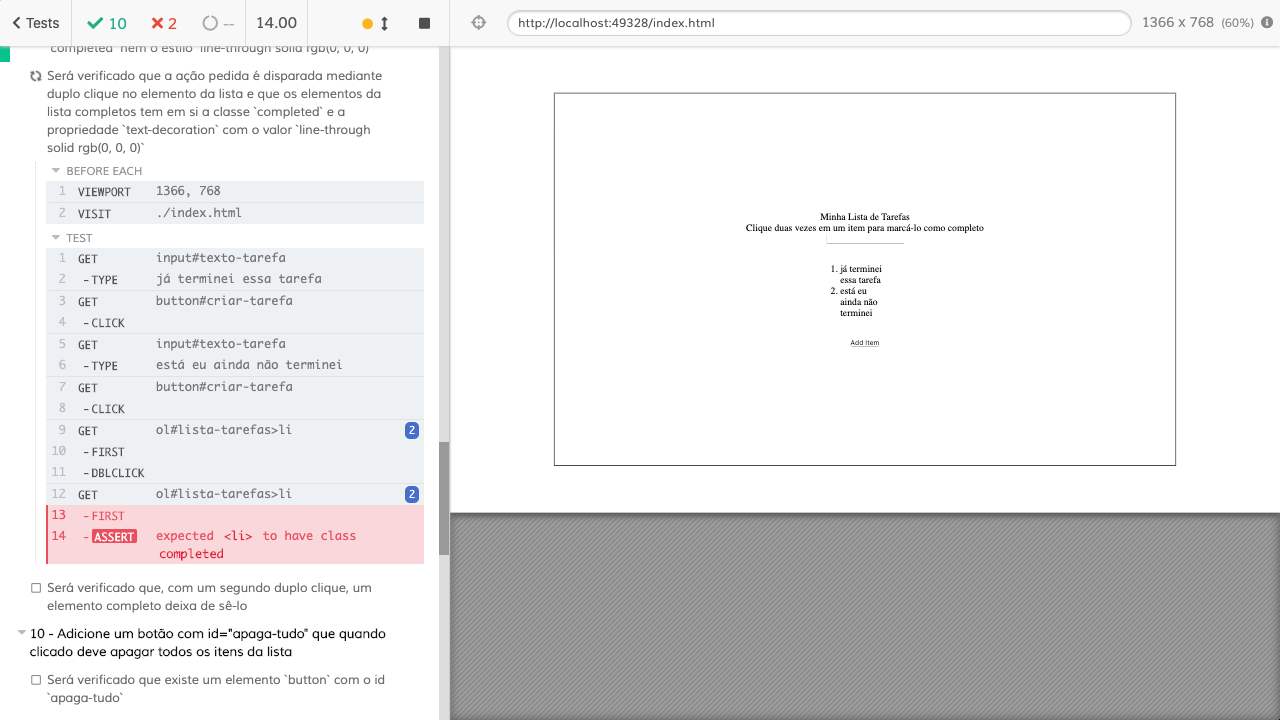 Tests 10 2 -- 14.00 http://localhost:49328/index.html 1366 x 768 (60%)
completed` nem o estilo `line-through solid rgb(0, 0, 0)
Será verificado que a ação pedida é disparada mediante
duplo clique no elemento da lista e que os elementos da
lista completos tem em si a classe `completed` e a
propriedade `text-decoration` com o valor `line-through
solid rgb(0, 0, 0)`
BEFORE EACH
1 VIEWPORT 1366, 768
2 VISIT ./index.html
TEST
1 GET input#texto-tarefa
2 -TYPE já terminei essa tarefa
3 GET button#criar-tarefa
4 -CLICK
5 GET input#texto-tarefa
6 -TYPE está eu ainda não terminei
7 GET button#criar-tarefa
8 -CLICK
9 GET ol#lista-tarefas>li 2
10 -FIRST
11 -DBLCLICK
12 GET ol#lista-tarefas>li 2
13 -FIRST
14 -ASSERT expected <li> to have class
completed
Será verificado que, com um segundo duplo clique, um
elemento completo deixa de sê-lo
10 - Adicione um botão com id="apaga-tudo" que quando
clicado deve apagar todos os itens da lista
Será verificado que existe um elemento `button` com o id
`apaga-tudo`
Minha Lista de Tarefas
Clique duas vezes em um item para marcá-lo como completo
1. já terminei
essa tarefa
2. está eu
ainda não
terminei
Add Item